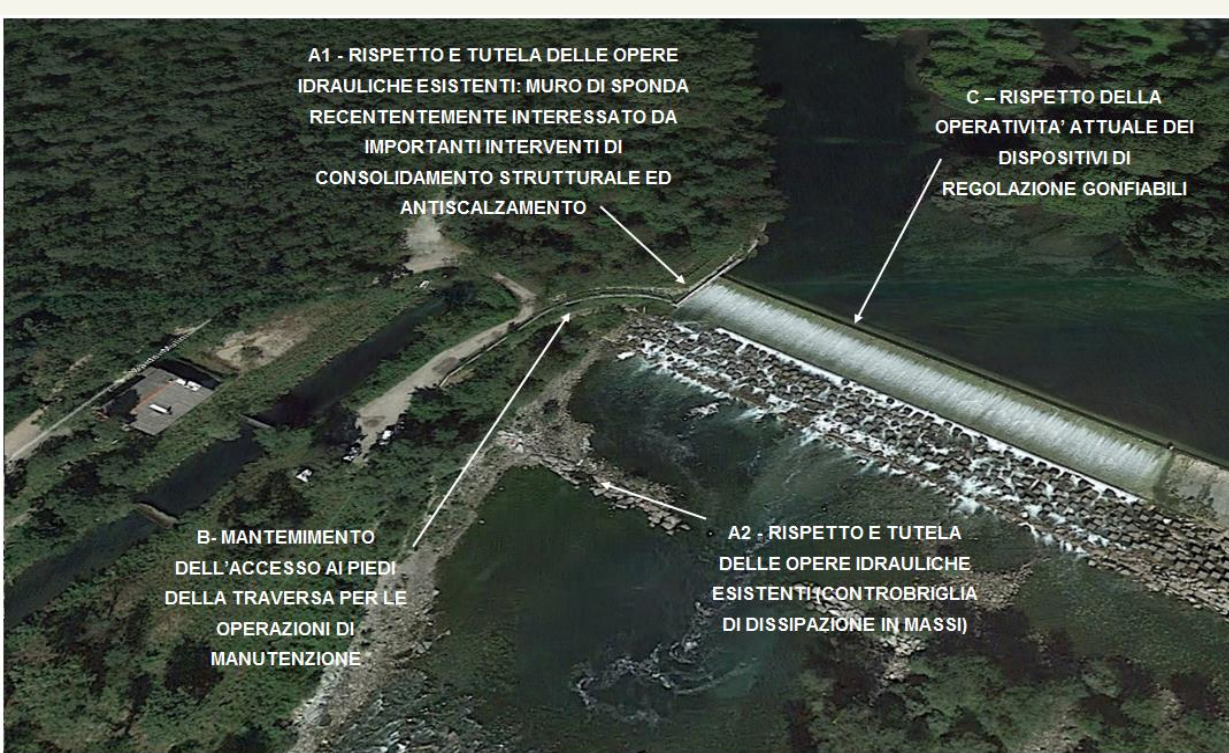 A1 - RISPETTO E TUTELA DELLE OPERE
IDRAULICHE ESISTENTI: MURO DI SPONDA
RECENTENTEMENTE INTERESSATO DA
IMPORTANTI INTERVENTI DI
CONSOLIDAMENTO STRUTTURALE ED
ANTISCALZAMENTO
C – RISPETTO DELLA
OPERATIVITA' ATTUALE DEI
DISPOSITIVI DI
REGOLAZIONE GONFIABILI
B- MANTEMIMENTO
DELL'ACCESSO AI PIEDI
DELLA TRAVERSA PER LE
OPERAZIONI DI
MANUTENZIONE
A2 - RISPETTO E TUTELA
DELLE OPERE IDRAULICHE
ESISTENTI (CONTROBRIGLIA
DI DISSIPAZIONE IN MASSI)